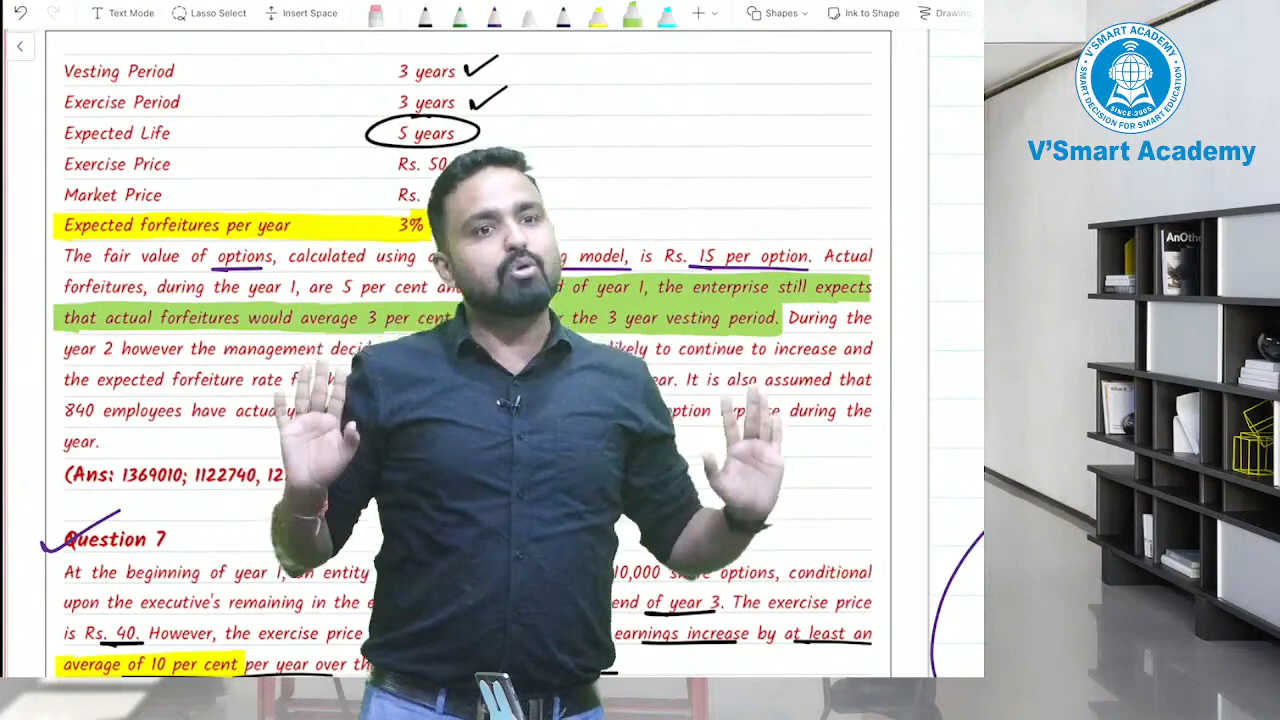 Text Mode Lasso Select Insert Space Shapes Ink to Shape Drawing
Vesting Period 3 years
Exercise Period 3 years
Expected Life 5 years
Exercise Price Rs. 50
Market Price Rs.
Expected forfeitures per year 3%
The fair value of options, calculated using model, is Rs. 15 per option. Actual
forfeitures, during the year 1, are 5 per cent of year 1, the enterprise still expects
that actual forfeitures would average 3 per cent the 3 year vesting period. During the
year 2 however the management likely to continue to increase and
the expected forfeiture rate It is also assumed that
840 employees have during the
year.
(Ans: 1369010; 1122740,
Question 7
At the beginning of year 1, an entity 10,000 share options, conditional
upon the executive's remaining in the end of year 3. The exercise price
is Rs. 40. However, the exercise price earnings increase by at least an
average of 10 per cent per year over
V'SMART ACADEMY
SINCE-2005
SMART DECISION FOR SMART EDUCATION
V'Smart Academy